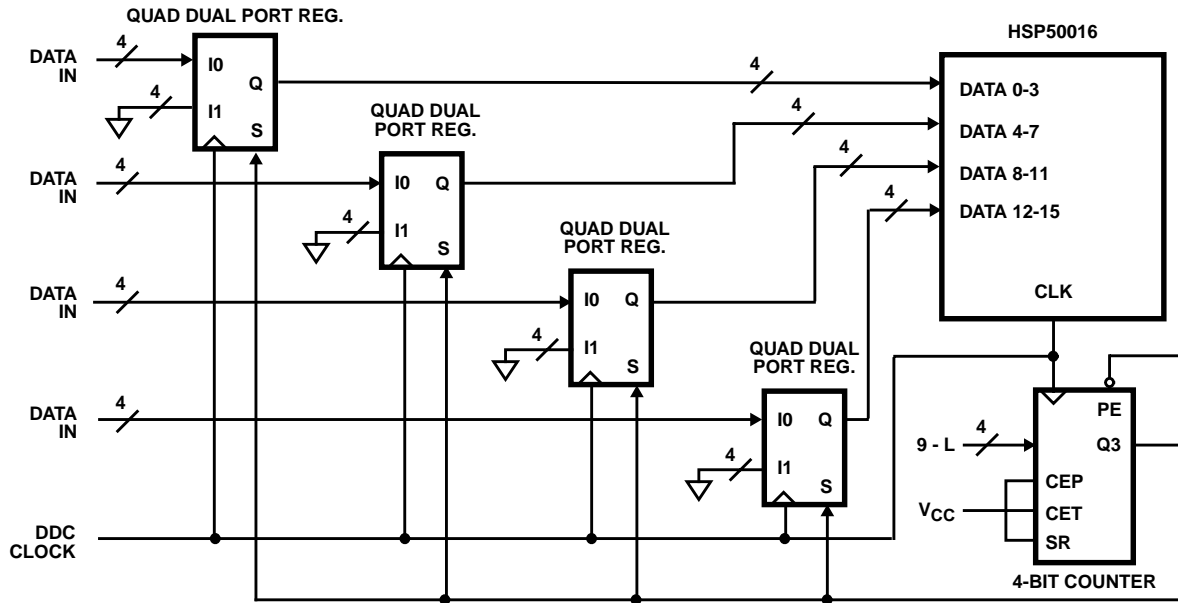 QUAD DUAL PORT REG.
DATA
IN
4
I0
Q
4
I1
S
4
HSP50016
DATA 0-3
DATA 4-7
DATA 8-11
DATA 12-15
CLK
QUAD DUAL
PORT REG.
DATA
IN
4
I0
Q
4
I1
S
4
QUAD DUAL
PORT REG.
DATA
IN
4
I0
Q
4
I1
S
4
QUAD DUAL
PORT REG.
DATA
IN
4
I0
Q
4
I1
S
4
DDC
CLOCK
PE
9 - L
4
Q3
CEP
VCC
CET
SR
4-BIT COUNTER